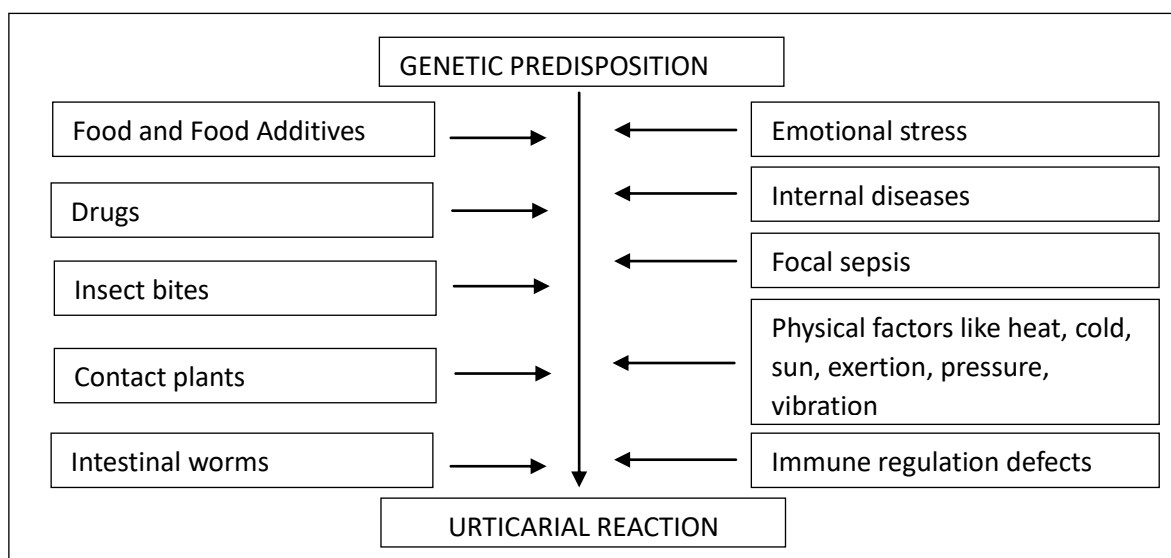 GENETIC PREDISPOSITION
Food and Food Additives
Drugs
Insect bites
Contact plants
Intestinal worms
Emotional stress
Internal diseases
Focal sepsis
Physical factors like heat, cold,
sun, exertion, pressure,
vibration
Immune regulation defects
URTICARIAL REACTION